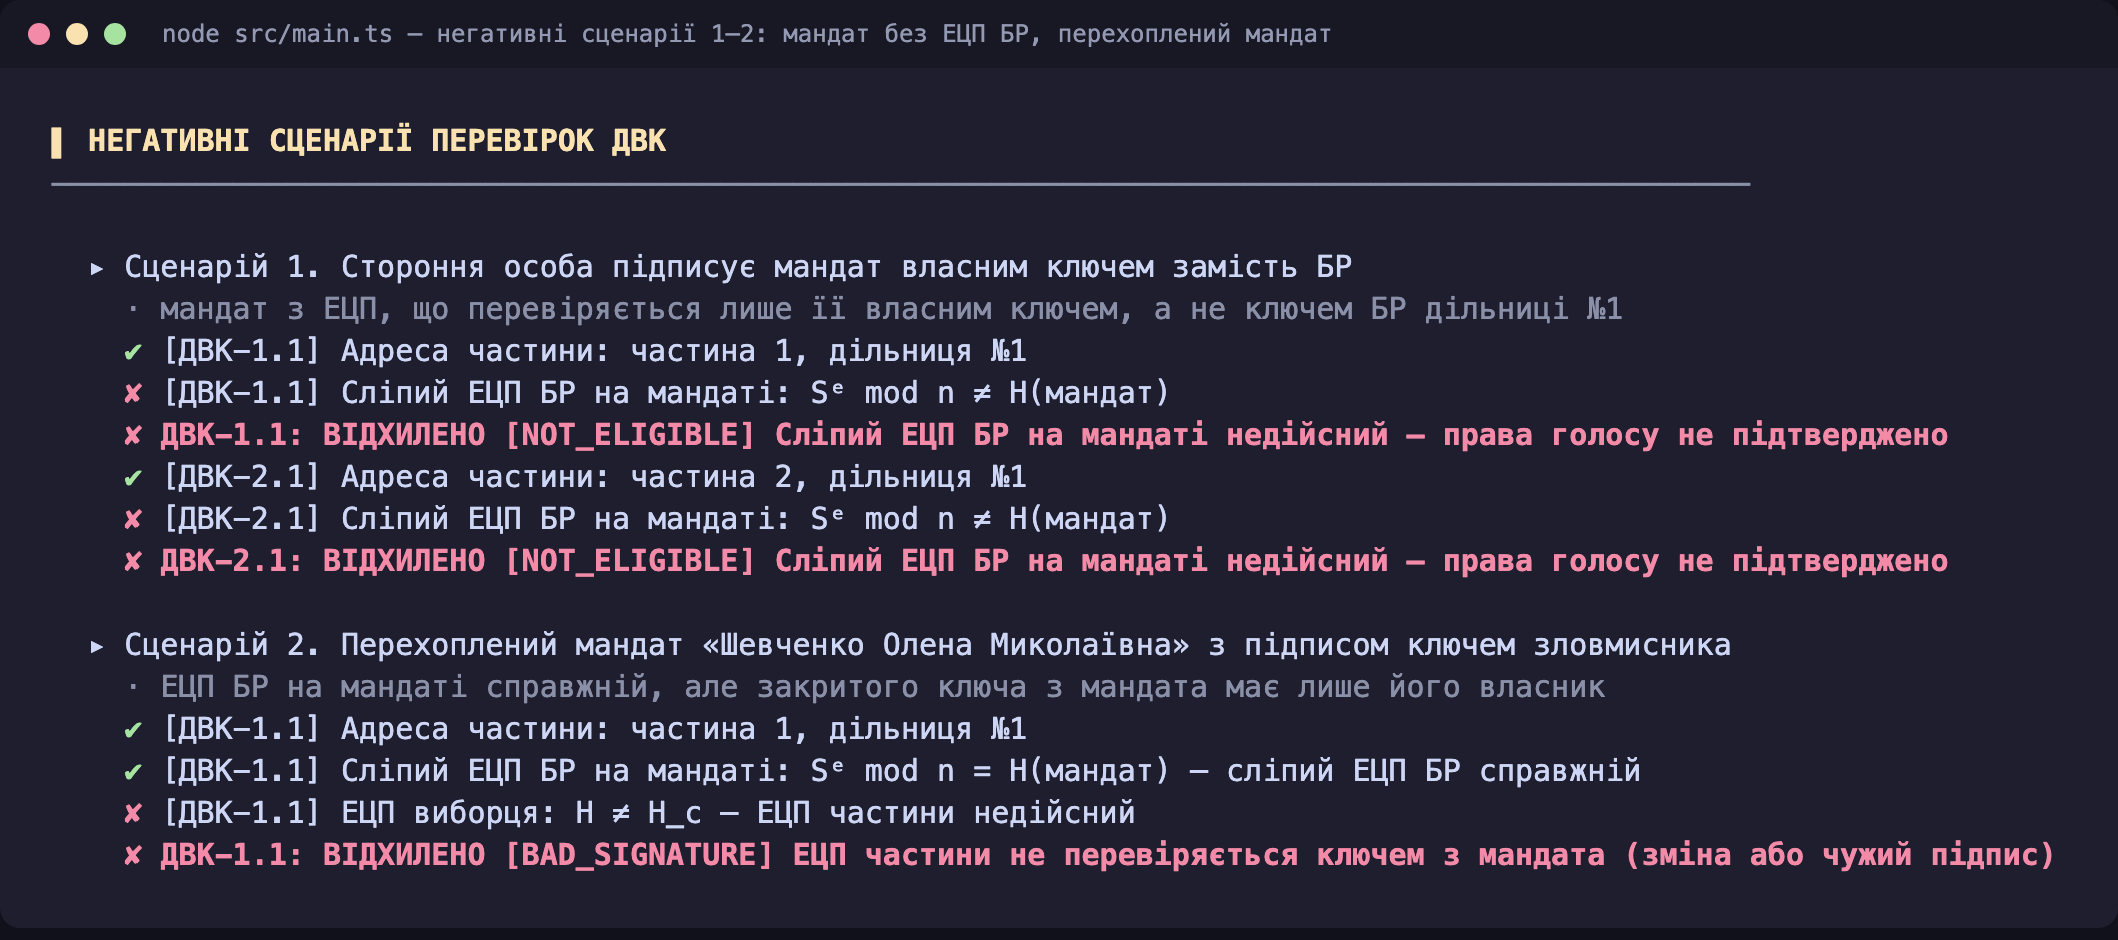 node src/main.ts — негативні сценарії 1–2: мандат без ЕЦП БР, перехоплений мандат
НЕГАТИВНІ СЦЕНАРІЇ ПЕРЕВІРОК ДВК
▸ Сценарій 1. Стороння особа підписує мандат власним ключем замість БР
· мандат з ЕЦП, що перевіряється лише її власним ключем, а не ключем БР дільниці №1
✔ [ДВК-1.1] Адреса частини: частина 1, дільниця №1
✘ [ДВК-1.1] Сліпий ЕЦП БР на мандаті: Sᵉ mod n ≠ H(мандат)
✘ ДВК-1.1: ВІДХИЛЕНО [NOT_ELIGIBLE] Сліпий ЕЦП БР на мандаті недійсний — права голосу не підтверджено
✔ [ДВК-2.1] Адреса частини: частина 2, дільниця №1
✘ [ДВК-2.1] Сліпий ЕЦП БР на мандаті: Sᵉ mod n ≠ H(мандат)
✘ ДВК-2.1: ВІДХИЛЕНО [NOT_ELIGIBLE] Сліпий ЕЦП БР на мандаті недійсний — права голосу не підтверджено
▸ Сценарій 2. Перехоплений мандат «Шевченко Олена Миколаївна» з підписом ключем зловмисника
· ЕЦП БР на мандаті справжній, але закритого ключа з мандата має лише його власник
✔ [ДВК-1.1] Адреса частини: частина 1, дільниця №1
✔ [ДВК-1.1] Сліпий ЕЦП БР на мандаті: Sᵉ mod n = H(мандат) — сліпий ЕЦП БР справжній
✘ [ДВК-1.1] ЕЦП виборця: H ≠ H_c — ЕЦП частини недійсний
✘ ДВК-1.1: ВІДХИЛЕНО [BAD_SIGNATURE] ЕЦП частини не перевіряється ключем з мандата (зміна або чужий підпис)